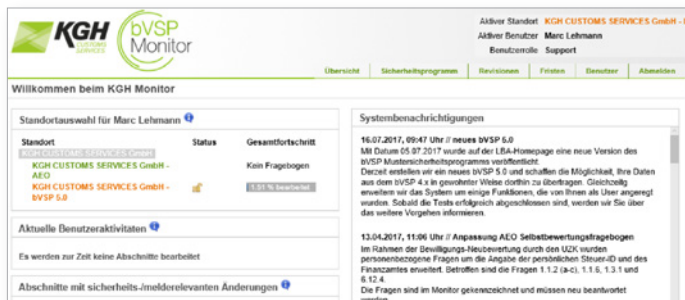 KGH
CUSTOMS
SERVICES
bVSP
Monitor
Aktiver Standort KGH CUSTOMS SERVICES GmbH -
Aktiver Benutzer Marc Lehmann
Benutzerrolle Support
Übersicht Sicherheitsprogramm Revisionen Fristen Benutzer Abmelden
Willkommen beim KGH Monitor
Standortauswahl für Marc Lehmann
Standort Status Gesamtfortschritt
KGH CUSTOMS SERVICES GmbH
KGH CUSTOMS SERVICES GmbH - Kein Fragebogen
AEO
KGH CUSTOMS SERVICES GmbH - 1.01 % bearbeitet
bVSP 5.0
Aktuelle Benutzeraktivitäten
Es werden zur Zeit keine Abschnitte bearbeitet
Abschnitte mit sicherheits-/melderelevanten Änderungen
Systembenachrichtigungen
16.07.2017, 09:47 Uhr // neues bVSP 5.0
Mit Datum 05.07.2017 wurde auf der LBA-Homepage eine neue Version des
bVSP Mustersicherheitsprogramms veröffentlicht.
Derzeit erstellen wir ein neues bVSP 5.0 und schaffen die Möglichkeit, Ihre Daten
aus dem bVSP 4.x in gewohnter Weise dorthin zu übertragen. Gleichzeitig
erweitern wir das System um einige Funktionen, die von Ihnen als User angeregt
wurden. Sobald die Tests erfolgreich abgeschlossen sind, werden wir Sie über
das weitere Vorgehen informieren.
13.04.2017, 11:06 Uhr // Anpassung AEO Selbstbewertungsfragebogen
Im Rahmen der Bewilligungs-Neubewertung durch den UZK wurden
personenbezogene Fragen um die Angabe der persönlichen Steuer-ID und des
Finanzamtes erweitert. Betroffen sind die Fragen 1.1.2 (a-c), 1.1.6, 1.3.1 und
6.12.4.
Die Fragen sind im Monitor gekennzeichnet und müssen neu beantwortet